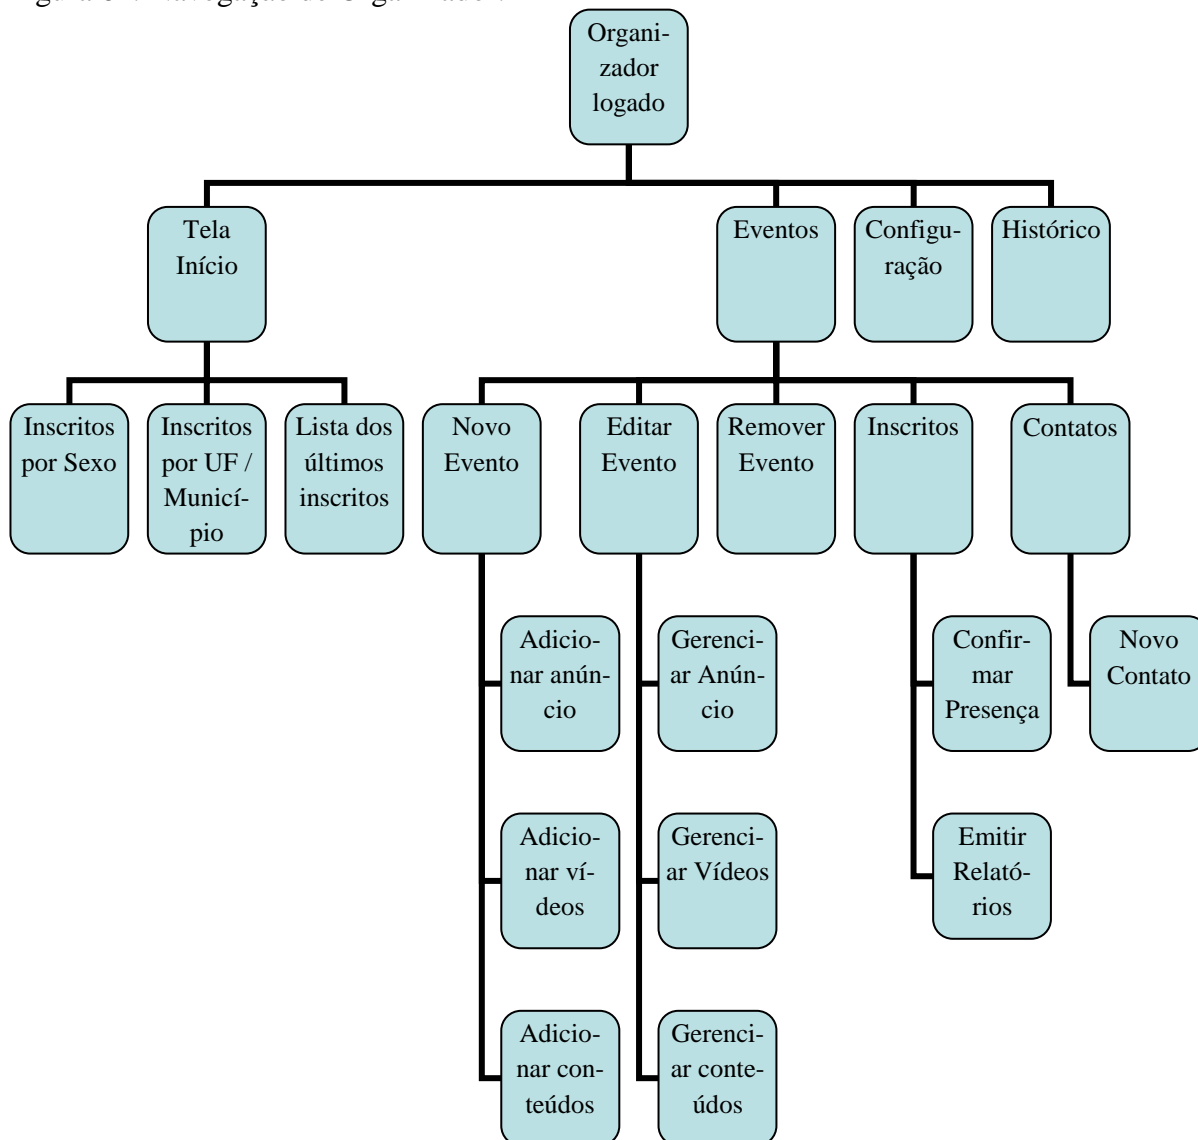 Organi-
zador
logado
Tela
Início
Eventos
Configu-
ração
Histórico
Inscritos
por Sexo
Inscritos
por UF /
Municí-
pio
Lista dos
últimos
inscritos
Novo
Evento
Editar
Evento
Remover
Evento
Inscritos
Contatos
Adicio-
nar anún-
cio
Gerenci-
ar Anún-
cio
Confir-
mar
Presença
Novo
Contato
Adicio-
nar ví-
deos
Gerenci-
ar Vídeos
Emitir
Relató-
rios
Adicio-
nar con-
teúdos
Gerenci-
ar conte-
údos